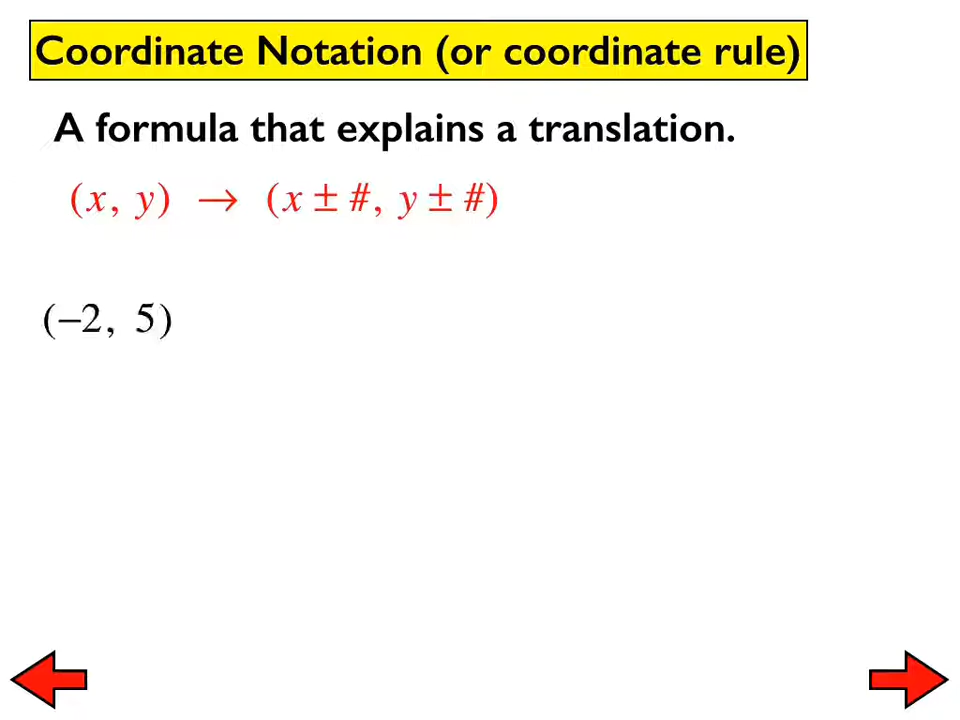 Coordinate Notation (or coordinate rule)
A formula that explains a translation.
(x, y) → (x ± #, y ± #)
(−2, 5)